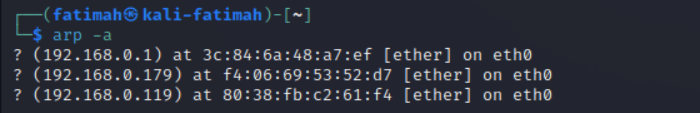 ┌──(fatimah㉿kali-fatimah)-[~]
└─$ arp -a
? (192.168.0.1) at 3c:84:6a:48:a7:ef [ether] on eth0
? (192.168.0.179) at f4:06:69:53:52:d7 [ether] on eth0
? (192.168.0.119) at 80:38:fb:c2:61:f4 [ether] on eth0